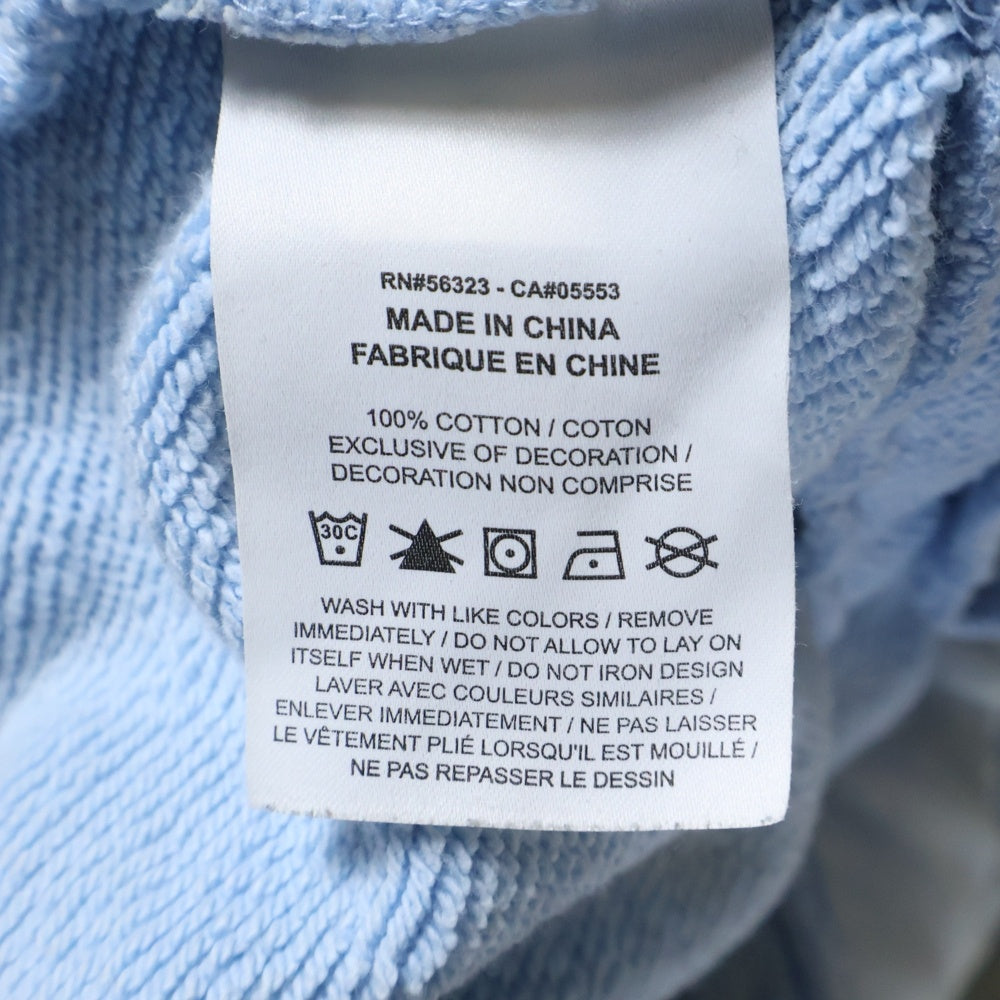 RN#56323 - CA#05553
MADE IN CHINA
FABRIQUE EN CHINE
100% COTTON / COTON
EXCLUSIVE OF DECORATION /
DECORATION NON COMPRISE
30C
WASH WITH LIKE COLORS / REMOVE
IMMEDIATELY / DO NOT ALLOW TO LAY ON
ITSELF WHEN WET / DO NOT IRON DESIGN
LAVER AVEC COULEURS SIMILAIRES /
ENLEVER IMMEDIATEMENT / NE PAS LAISSER
LE VÊTEMENT PLIÉ LORSQU'IL EST MOUILLÉ /
NE PAS REPASSER LE DESSIN